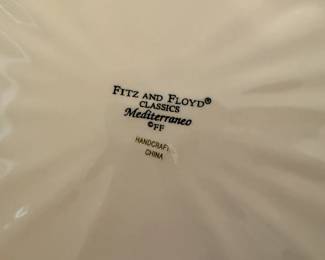 FITZ AND FLOYD®
CLASSICS
Mediterraneo
©FF
HANDCRAFT
CHINA